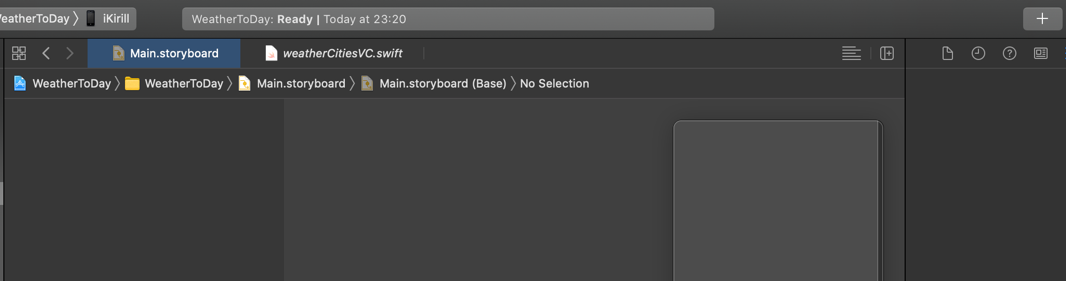 eatherToDay 〉 iKirill WeatherToDay: Ready | Today at 23:20
Main.storyboard weatherCitiesVC.swift
WeatherToDay 〉 WeatherToDay 〉 Main.storyboard 〉 Main.storyboard (Base) 〉 No Selection